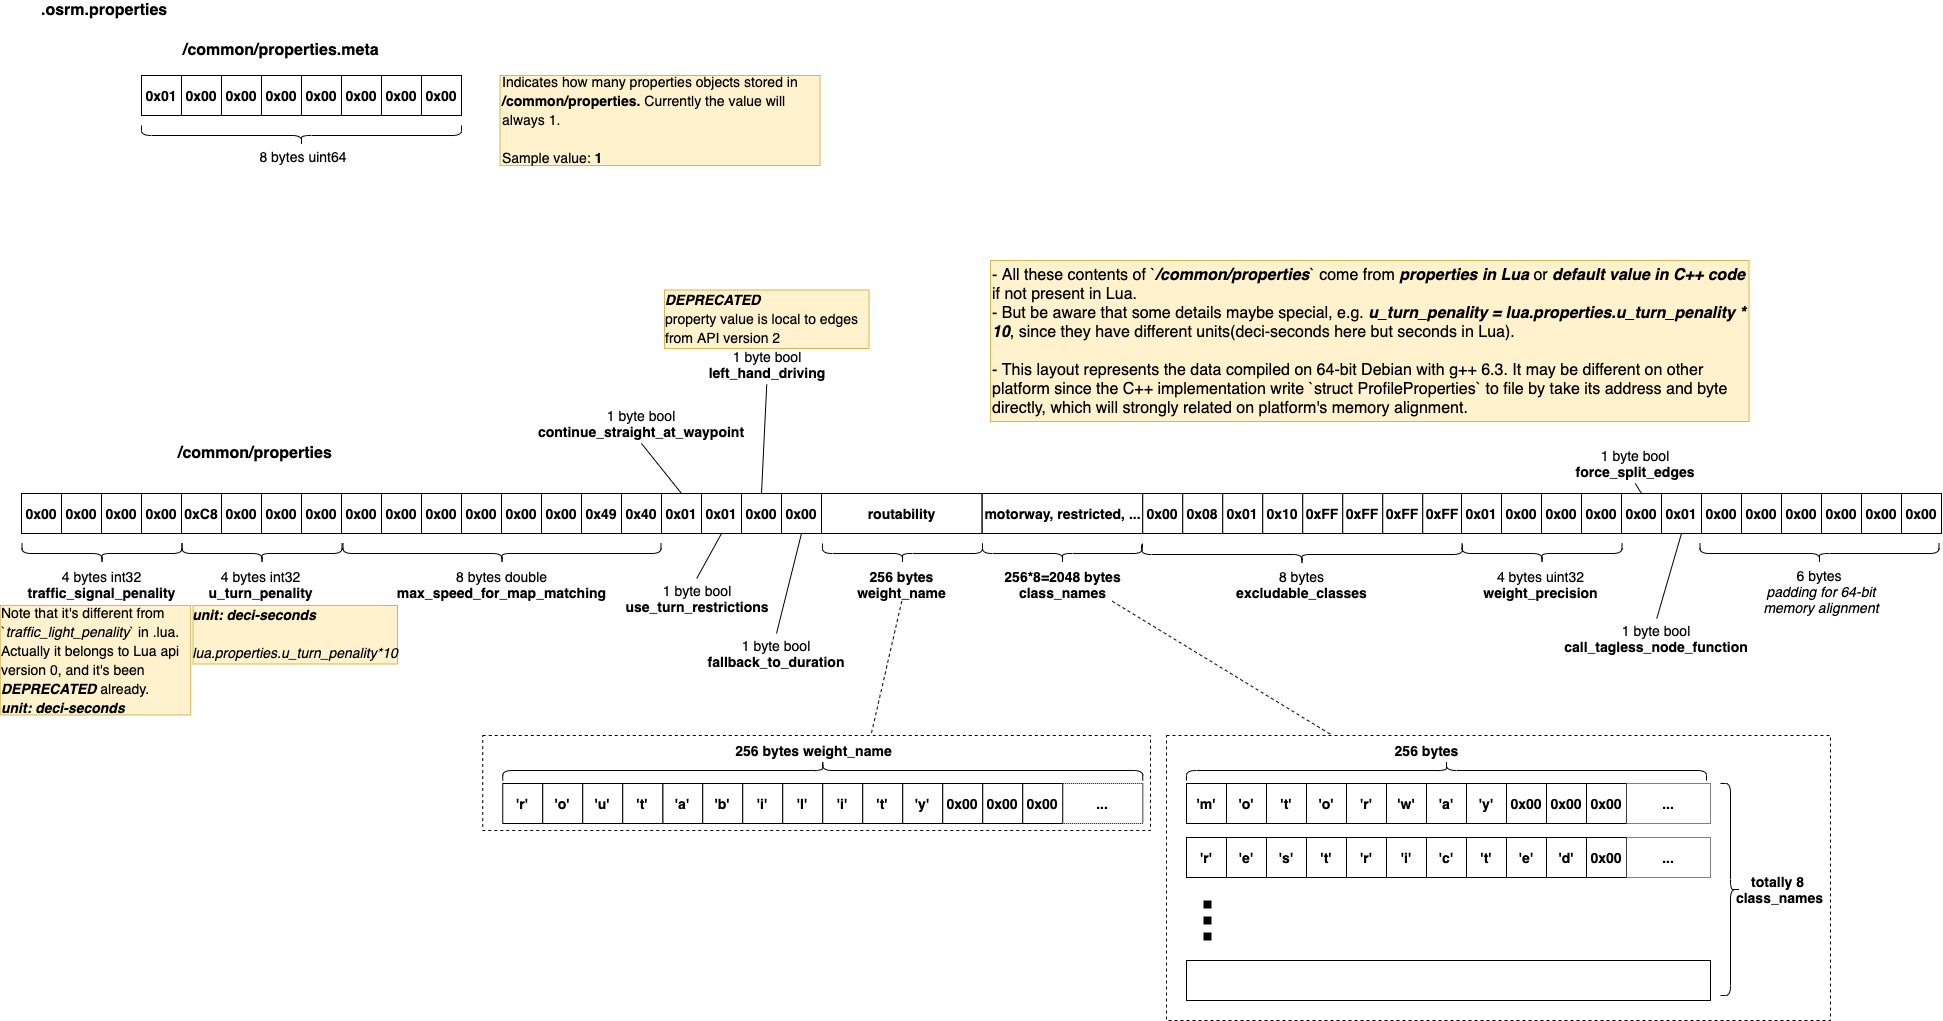 .osrm.properties
/common/properties.meta
0x01 0x00 0x00 0x00 0x00 0x00 0x00 0x00
8 bytes uint64
Indicates how many properties objects stored in
/common/properties. Currently the value will
always 1.
Sample value: 1
- All these contents of `/common/properties` come from properties in Lua or default value in C++ code
if not present in Lua.
- But be aware that some details maybe special, e.g. u_turn_penality = lua.properties.u_turn_penality *
10, since they have different units(deci-seconds here but seconds in Lua).
- This layout represents the data compiled on 64-bit Debian with g++ 6.3. It may be different on other
platform since the C++ implementation write `struct ProfileProperties` to file by take its address and byte
directly, which will strongly related on platform's memory alignment.
DEPRECATED
property value is local to edges
from API version 2
1 byte bool
left_hand_driving
1 byte bool
continue_straight_at_waypoint
/common/properties
1 byte bool
force_split_edges
0x00 0x00 0x00 0x00 0xC8 0x00 0x00 0x00 0x00 0x00 0x00 0x00 0x00 0x00 0x49 0x40 0x01 0x01 0x00 0x00 routability motorway, restricted, ... 0x00 0x08 0x01 0x10 0xFF 0xFF 0xFF 0xFF 0x01 0x00 0x00 0x00 0x00 0x01 0x00 0x00 0x00 0x00 0x00 0x00
4 bytes int32
traffic_signal_penality
Note that it's different from
`traffic_light_penality` in .lua.
Actually it belongs to Lua api
version 0, and it's been
DEPRECATED already.
unit: deci-seconds
4 bytes int32
u_turn_penality
unit: deci-seconds
lua.properties.u_turn_penality*10
8 bytes double
max_speed_for_map_matching
1 byte bool
use_turn_restrictions
1 byte bool
fallback_to_duration
256 bytes
weight_name
256*8=2048 bytes
class_names
8 bytes
excludable_classes
4 bytes uint32
weight_precision
1 byte bool
call_tagless_node_function
6 bytes
padding for 64-bit
memory alignment
256 bytes weight_name
'r' 'o' 'u' 't' 'a' 'b' 'i' 'l' 'i' 't' 'y' 0x00 0x00 0x00 ...
256 bytes
'm' 'o' 't' 'o' 'r' 'w' 'a' 'y' 0x00 0x00 0x00 ...
'r' 'e' 's' 't' 'r' 'i' 'c' 't' 'e' 'd' 0x00 ...
totally 8
class_names